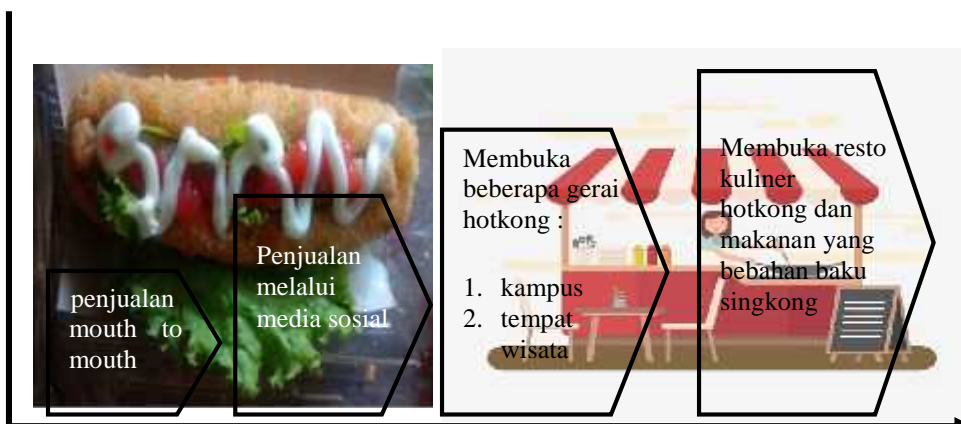 penjualan
mouth to
mouth
Penjualan
melalui
media sosial
Membuka
beberapa gerai
hotkong :
1. kampus
2. tempat
wisata
Membuka resto
kuliner
hotkong dan
makanan yang
bebahan baku
singkong